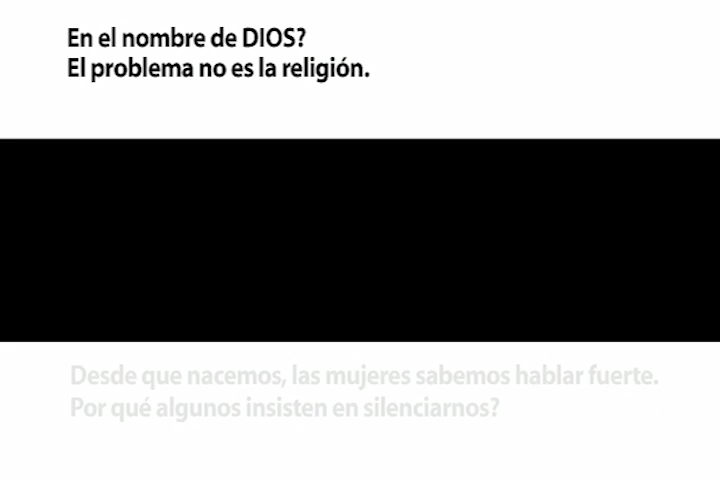 En el nombre de DIOS?
El problema no es la religión.
Desde que nacemos, las mujeres sabemos hablar fuerte.
Por qué algunos insisten en silenciarnos?